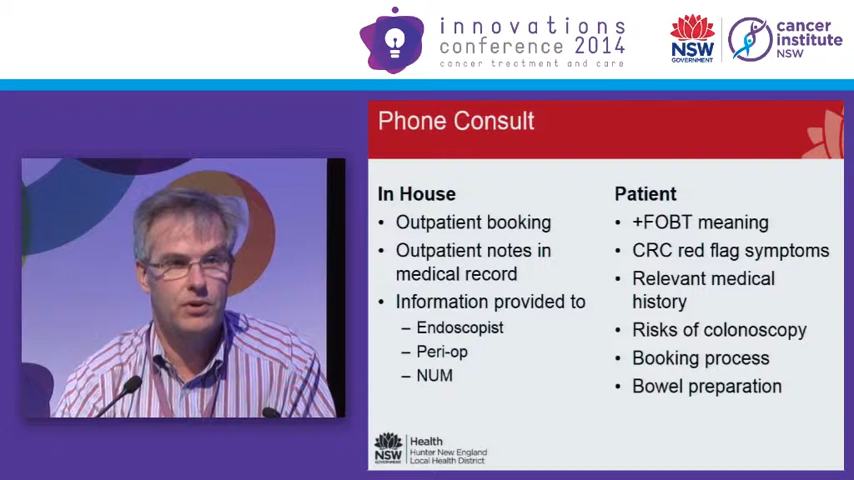 innovations
conference 2014
cancer treatment and care
NSW
GOVERNMENT
cancer
institute
NSW
Phone Consult
In House
• Outpatient booking
• Outpatient notes in
medical record
• Information provided to
– Endoscopist
– Peri-op
– NUM
Patient
• +FOBT meaning
• CRC red flag symptoms
• Relevant medical
history
• Risks of colonoscopy
• Booking process
• Bowel preparation
NSW
GOVERNMENT
Health
Hunter New England
Local Health District